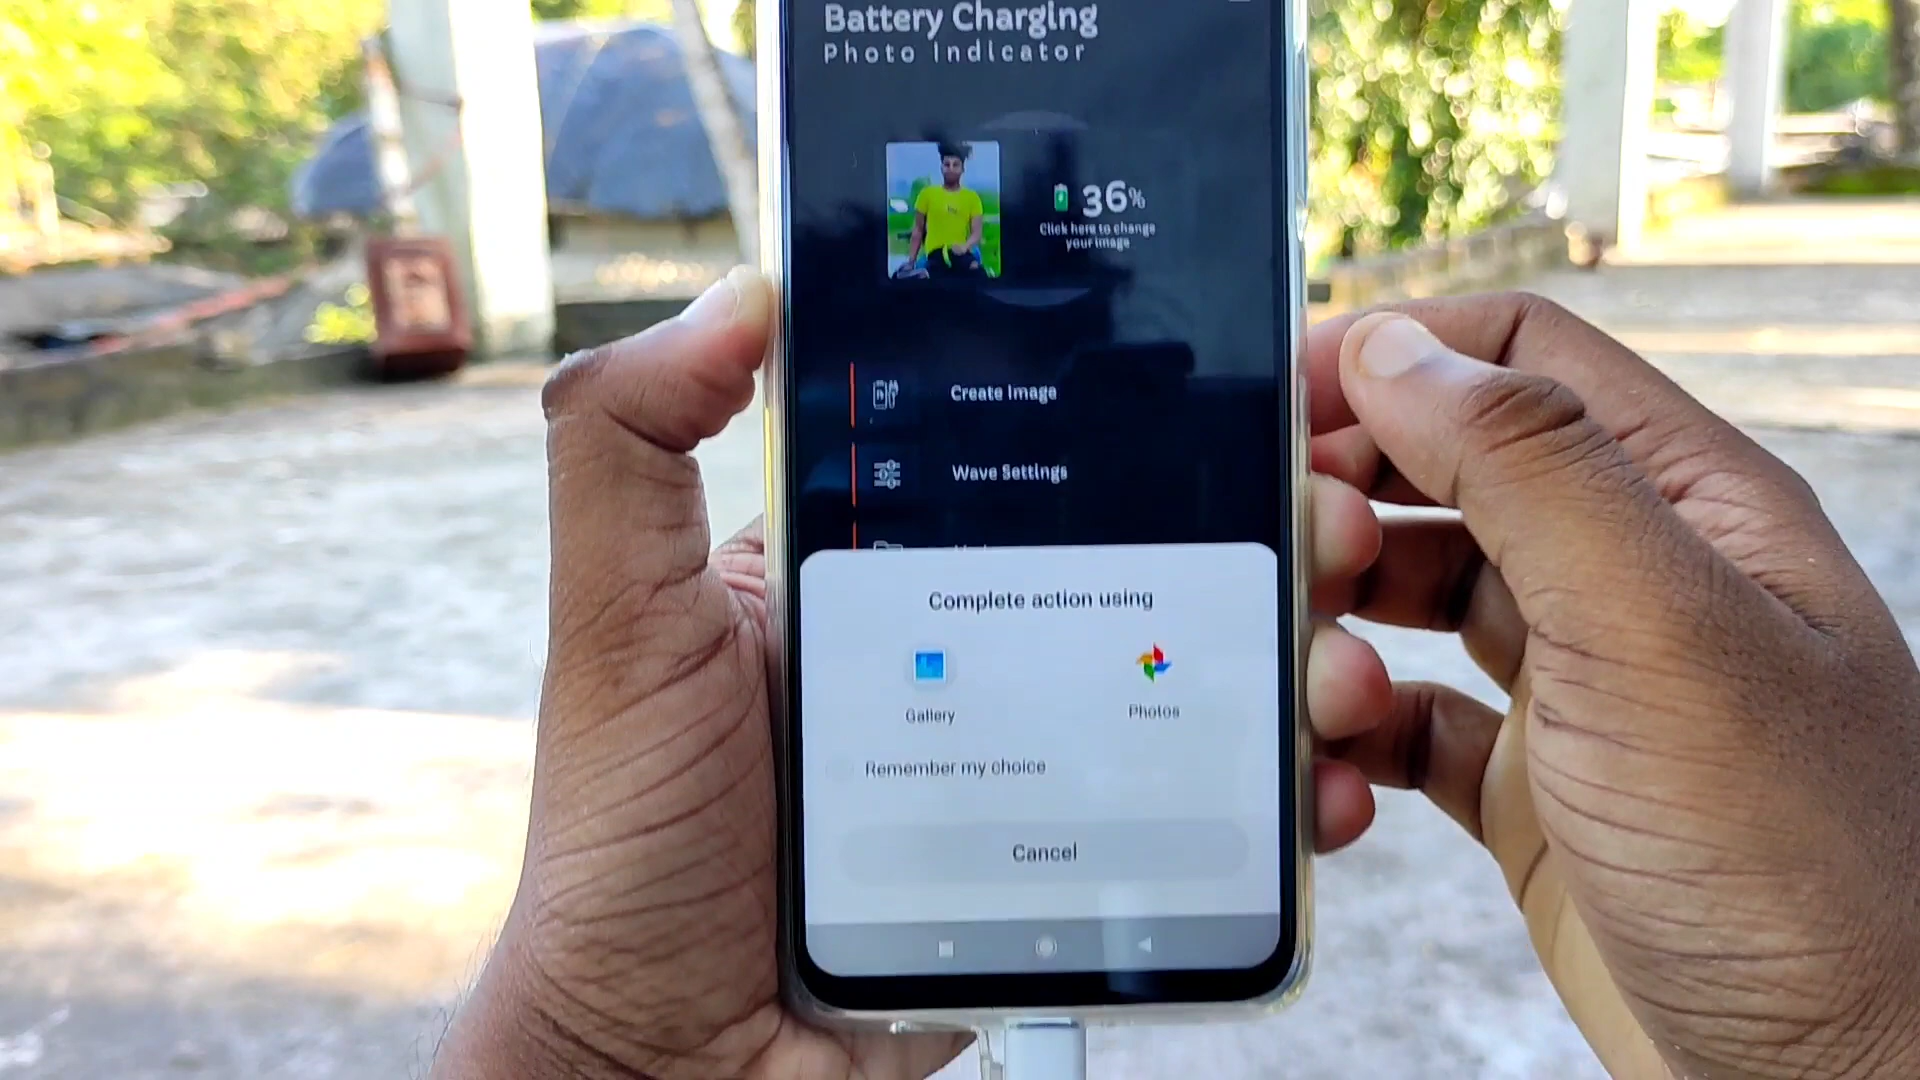 Battery Charging
Photo Indicator
36%
Click here to change
your image
Create Image
Wave Settings
Complete action using
Gallery
Photos
Remember my choice
Cancel